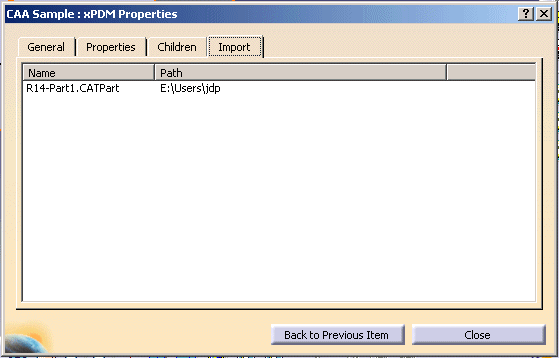 CAA Sample : xPDM Properties
General Properties Children Import
Name Path
R14-Part1.CATPart E:\Users\jdp
Back to Previous Item Close